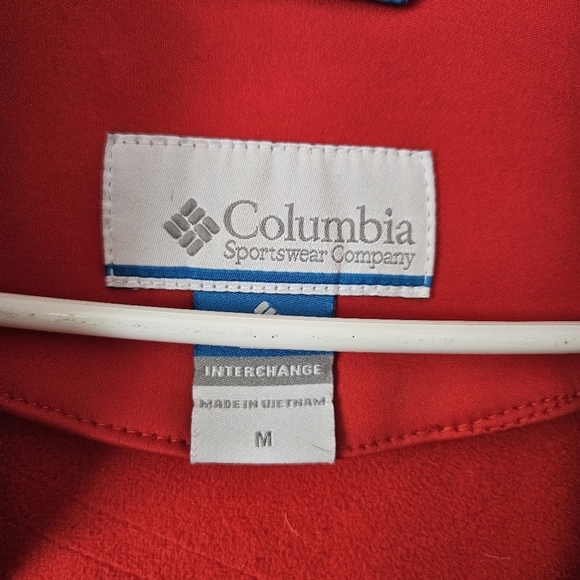 Columbia
Sportswear Company
INTERCHANGE
MADE IN VIETNAM
M